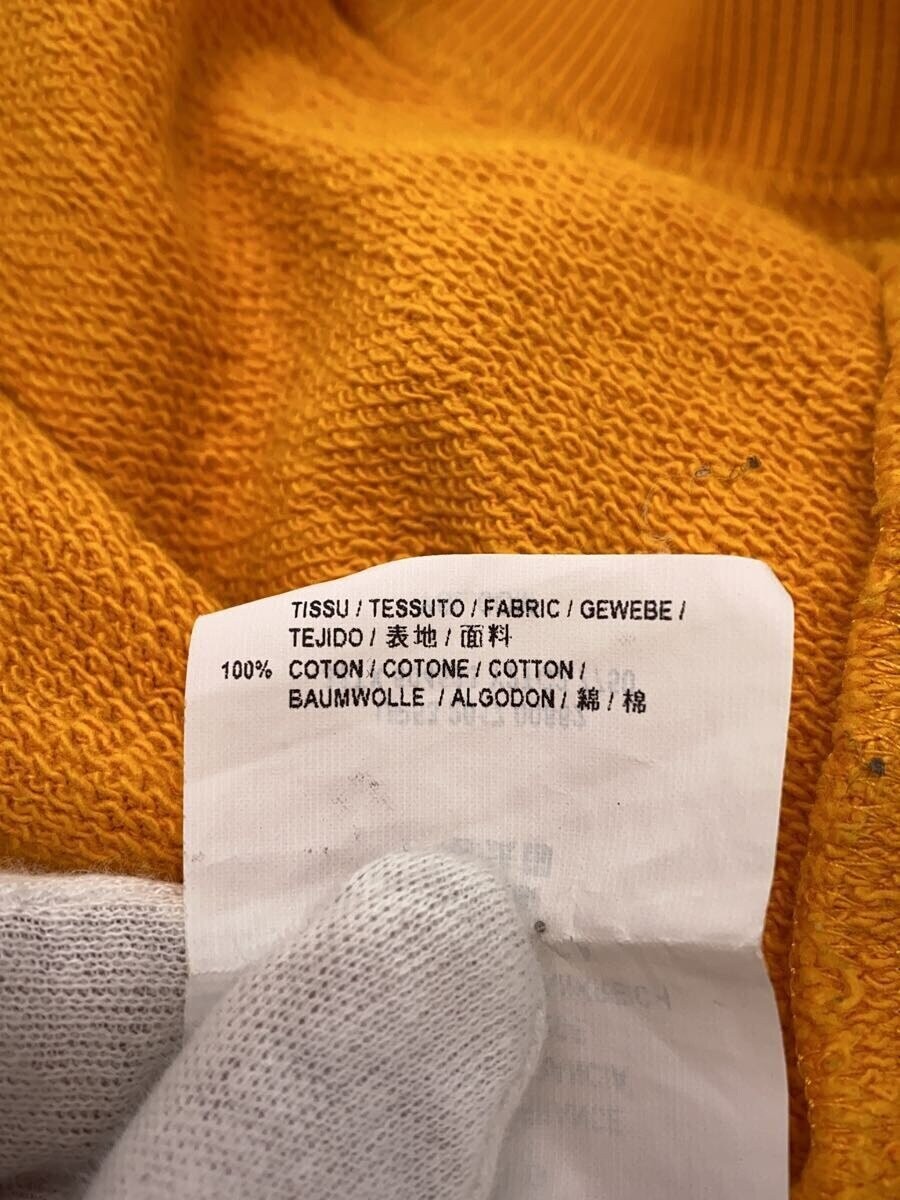 TISSU / TESSUTO / FABRIC / GEWEBE /
TEJIDO / 表地 / 面料
100% COTON / COTONE / COTTON /
BAUMWOLLE / ALGODON / 綿 / 棉